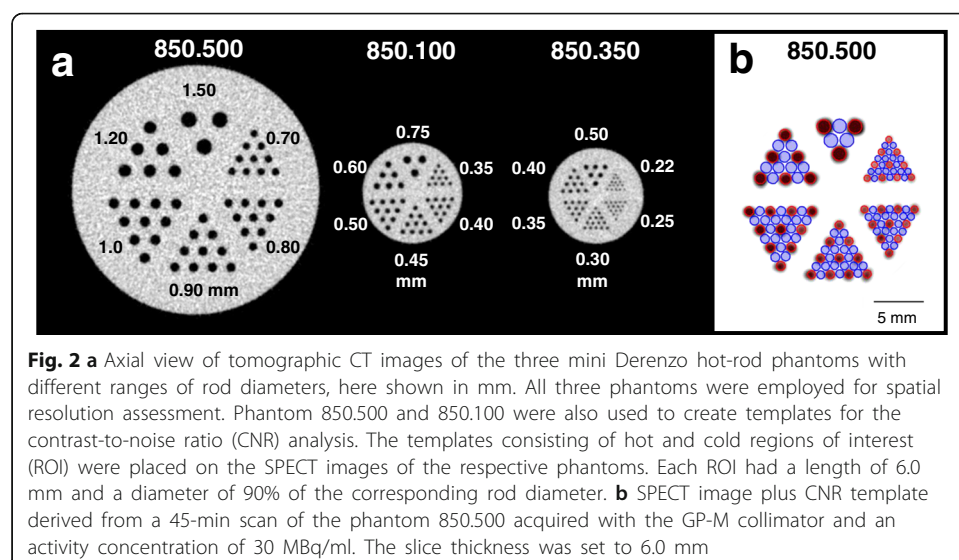 a
850.500
850.100
850.350
b
850.500
1.50
1.20
0.70
1.0
0.80
0.90 mm
0.75
0.60
0.35
0.50
0.40
0.45
mm
0.50
0.40
0.22
0.35
0.25
0.30
mm
5 mm
Fig. 2 a Axial view of tomographic CT images of the three mini Derenzo hot-rod phantoms with
different ranges of rod diameters, here shown in mm. All three phantoms were employed for spatial
resolution assessment. Phantom 850.500 and 850.100 were also used to create templates for the
contrast-to-noise ratio (CNR) analysis. The templates consisting of hot and cold regions of interest
(ROI) were placed on the SPECT images of the respective phantoms. Each ROI had a length of 6.0
mm and a diameter of 90% of the corresponding rod diameter. b SPECT image plus CNR template
derived from a 45-min scan of the phantom 850.500 acquired with the GP-M collimator and an
activity concentration of 30 MBq/ml. The slice thickness was set to 6.0 mm